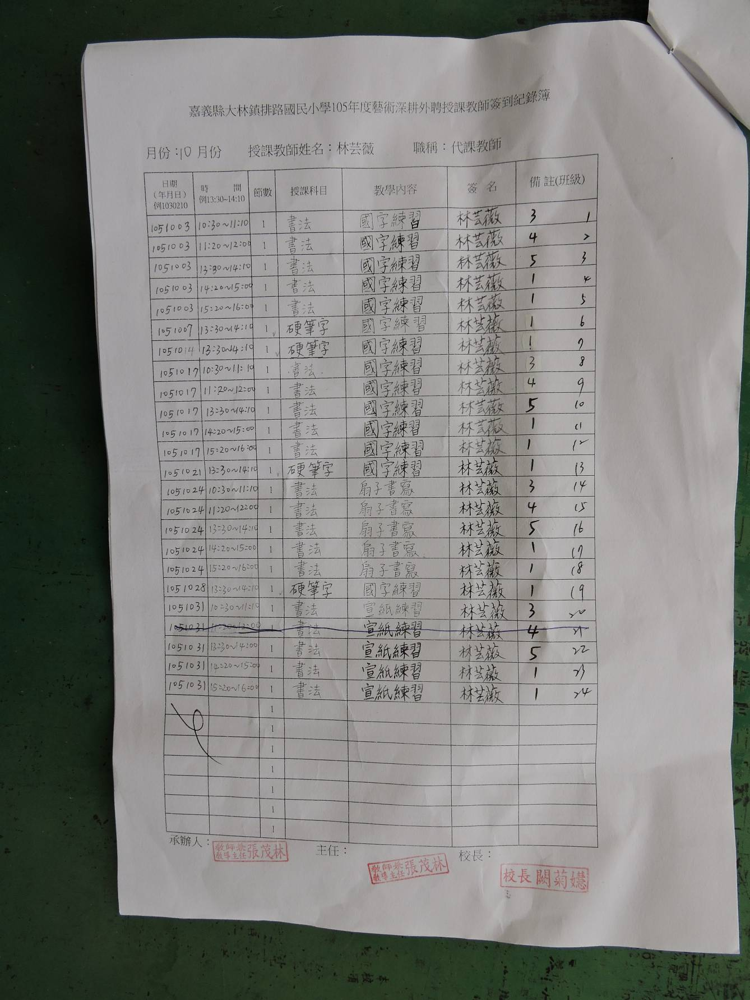 嘉義縣大林鎮排路國民小學105年度藝術深耕外聘授課教師簽到紀錄簿
月份：10 月份 授課教師姓名：林芸薇 職稱：代課教師
日期 (年月日) 例1030210 時 間 例13:30~14:10 節數 授課科目 教學內容 簽 名 備 註(班級)
1051003 10:30~11:10 1 書法 國字練習 林芸薇 3 1
1051003 11:20~12:00 1 書法 國字練習 林芸薇 4 2
1051003 13:30~14:10 1 書法 國字練習 林芸薇 5 3
1051003 14:20~15:00 1 書法 國字練習 林芸薇 1 4
1051003 15:20~16:00 1 書法 國字練習 林芸薇 1 5
1051007 13:30~14:10 1 硬筆字 國字練習 林芸薇 1 6
1051014 13:30~14:10 1 硬筆字 國字練習 林芸薇 1 7
1051017 10:30~11:10 1 書法 國字練習 林芸薇 3 8
1051017 11:20~12:00 1 書法 國字練習 林芸薇 4 9
1051017 13:30~14:10 1 書法 國字練習 林芸薇 5 10
1051017 14:20~15:00 1 書法 國字練習 林芸薇 1 11
1051017 15:20~16:00 1 書法 國字練習 林芸薇 1 12
1051021 13:30~14:10 1 硬筆字 國字練習 林芸薇 1 13
1051024 10:30~11:10 1 書法 扇子書寫 林芸薇 3 14
1051024 11:20~12:00 1 書法 扇子書寫 林芸薇 4 15
1051024 13:30~14:10 1 書法 扇子書寫 林芸薇 5 16
1051024 14:20~15:00 1 書法 扇子書寫 林芸薇 1 17
1051024 15:20~16:00 1 書法 扇子書寫 林芸薇 1 18
1051028 13:30~14:10 1 硬筆字 國字練習 林芸薇 1 19
1051031 10:30~11:10 1 書法 宣紙練習 林芸薇 3 20
1051031 11:20~12:00 1 書法 宣紙練習 林芸薇 4 21
1051031 13:30~14:00 1 書法 宣紙練習 林芸薇 5 22
1051031 14:20~15:00 1 書法 宣紙練習 林芸薇 1 23
1051031 15:20~16:00 1 書法 宣紙練習 林芸薇 1 24
1
1
1
1
1
1
1
承辦人： 教師兼教導主任 張茂林 主任： 教師兼教導主任 張茂林 校長： 校長 闕菊嬑